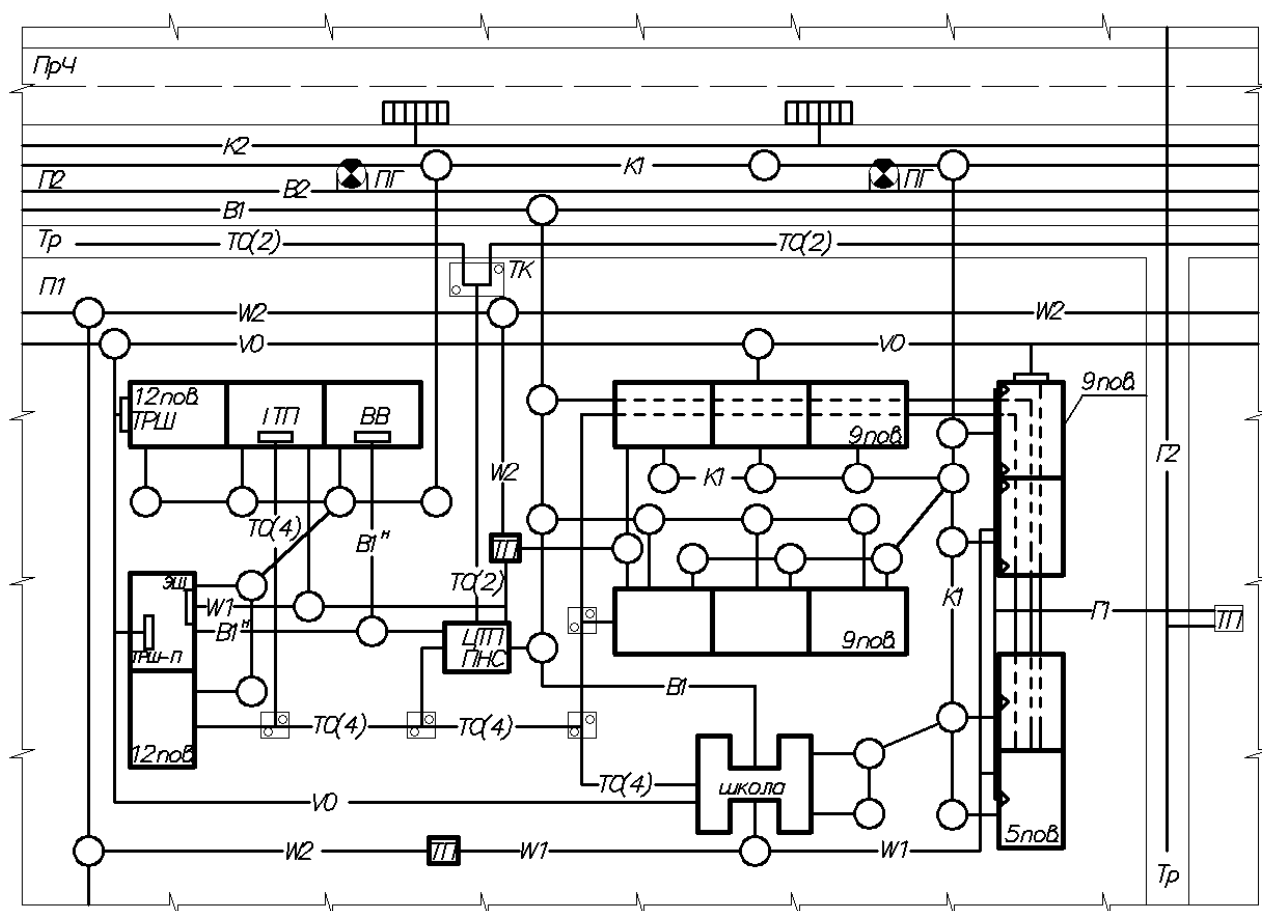 ПрЧ
К2
К1
ПГ
ПГ
П2
В2
В1
Тр
ТО(2)
ТО(2)
ТК
П1
W2
W2
V0
V0
12пов.
ТРШ
ІТП
ВВ
9пов.
9пов.
W2
К1
Г2
ТО(4)
В1ᴴ
ТП
ЕЩ
W1
ТО(2)
К1
Г1
ТП
В1ᴴ
ЦТП
ПНС
9пов.
ТРШ-П
В1
ТО(4)
ТО(4)
12пов.
ТО(4)
школа
V0
5пов.
W2
ТП
W1
W1
Тр